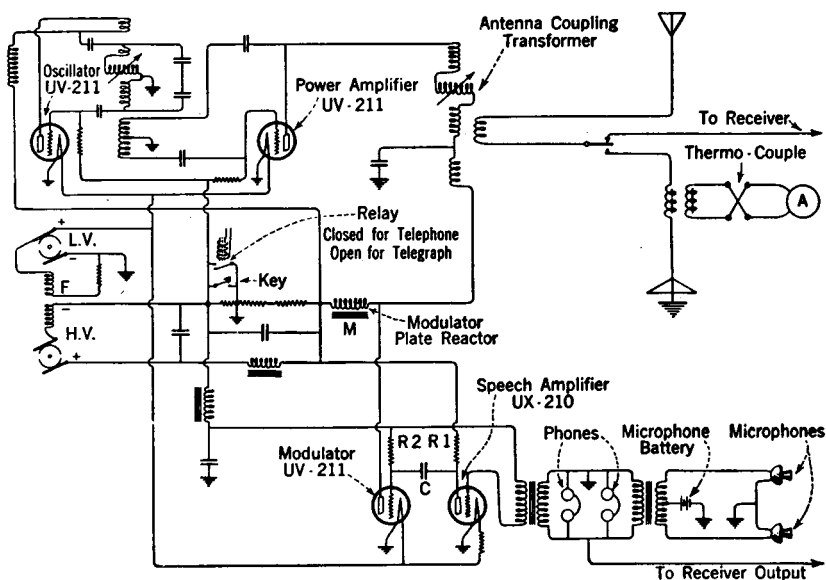 Antenna Coupling
Transformer
Oscillator
UV-211
Power Amplifier
UV-211
To Receiver
Thermo-Couple
A
Relay
Closed for Telephone
Open for Telegraph
+
L.V.
-
F
Key
-
H.V.
+
M
Modulator
Plate Reactor
Speech Amplifier
UX-210
Modulator
UV-211
R2 R1
C
Phones
Microphone
Battery
Microphones
To Receiver Output